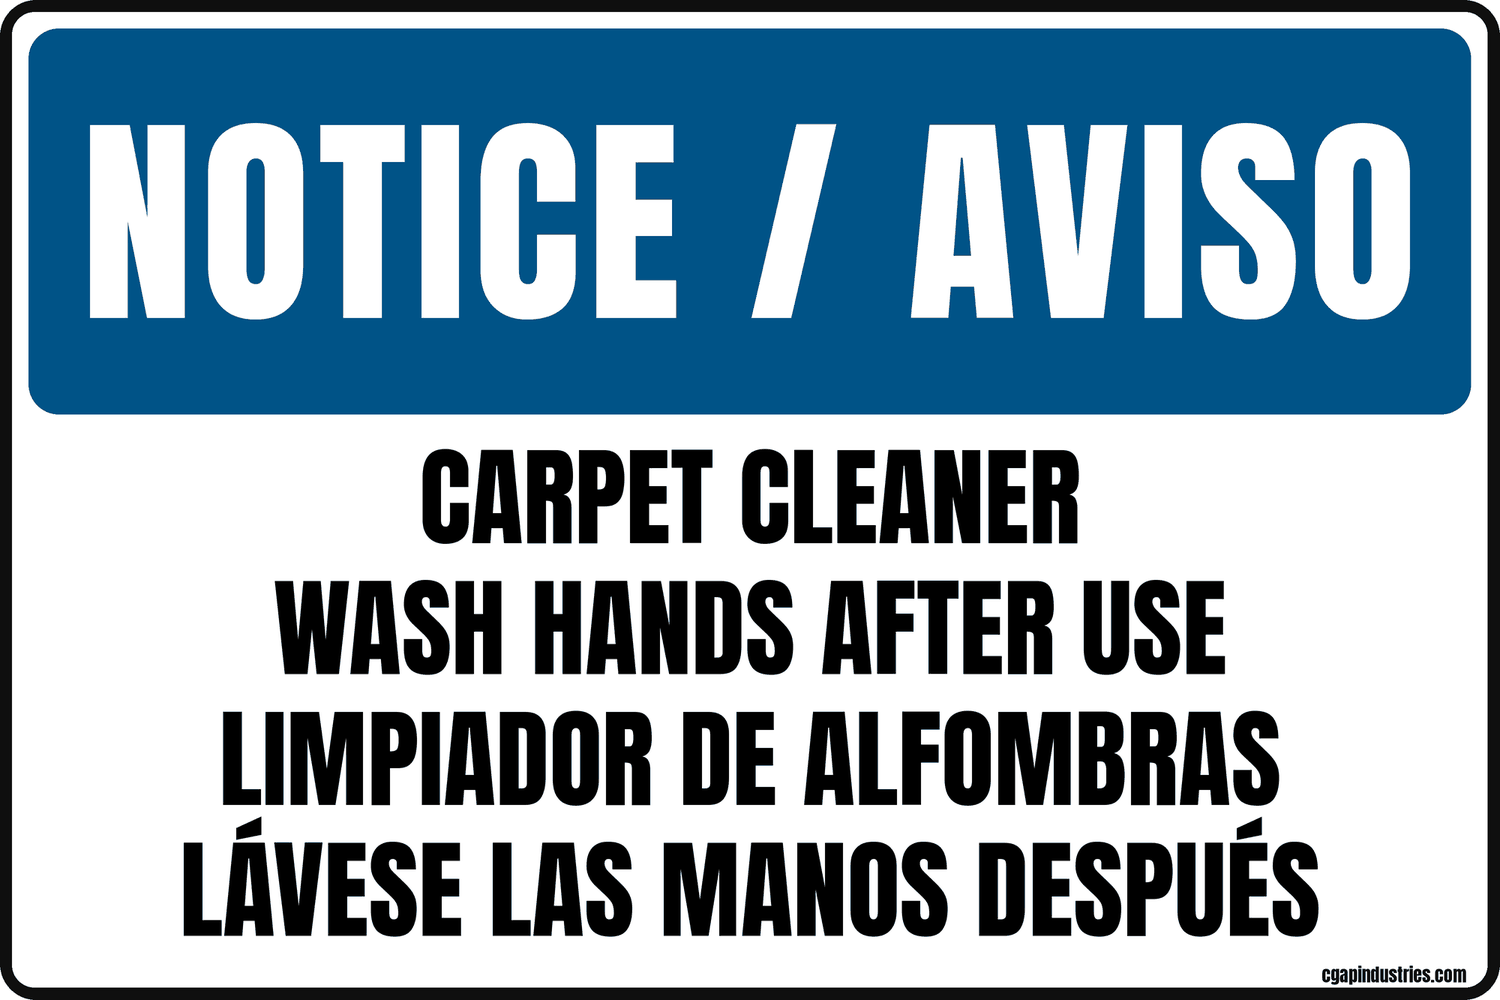 NOTICE / AVISO
CARPET CLEANER
WASH HANDS AFTER USE
LIMPIADOR DE ALFOMBRAS
LÁVESE LAS MANOS DESPUÉS
cgapindustries.com